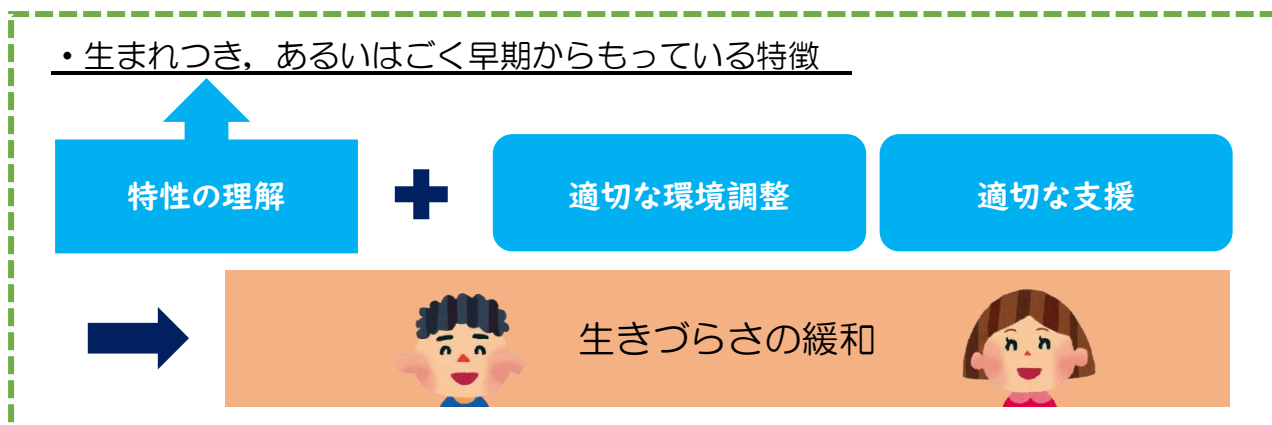 ・生まれつき，あるいはごく早期からもっている特徴
特性の理解
適切な環境調整
適切な支援
生きづらさの緩和